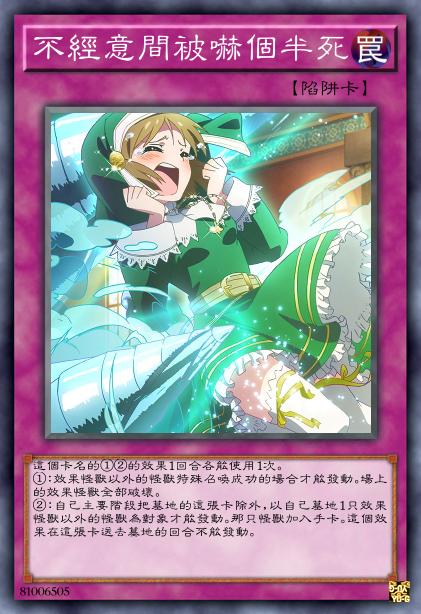 不經意間被嚇個半死罠
【陷阱卡】
這個卡名的①②的效果1回合各能使用1次。
①:效果怪獸以外的怪獸特殊召喚成功的場合才能發動。場上
的效果怪獸全部破壞。
②:自己主要階段把墓地的這張卡除外,以自己墓地1只效果
怪獸以外的怪獸為對象才能發動。那只怪獸加入手卡。這個效
果在這張卡送去墓地的回合不能發動。
81006505